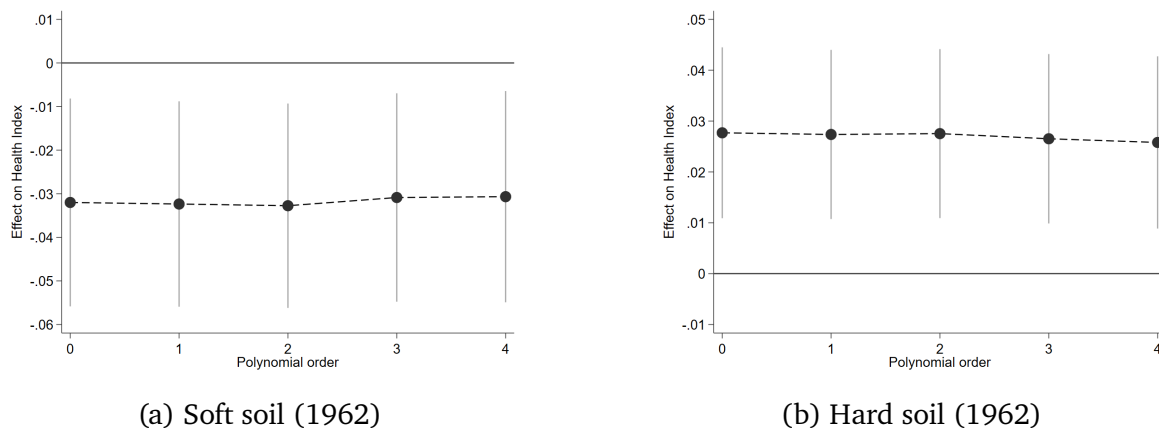 .01
0
-.01
-.02
-.03
-.04
-.05
-.06
Effect on Health Index
0 1 2 3 4
Polynomial order
(a) Soft soil (1962)
.05
.04
.03
.02
.01
0
-.01
Effect on Health Index
0 1 2 3 4
Polynomial order
(b) Hard soil (1962)